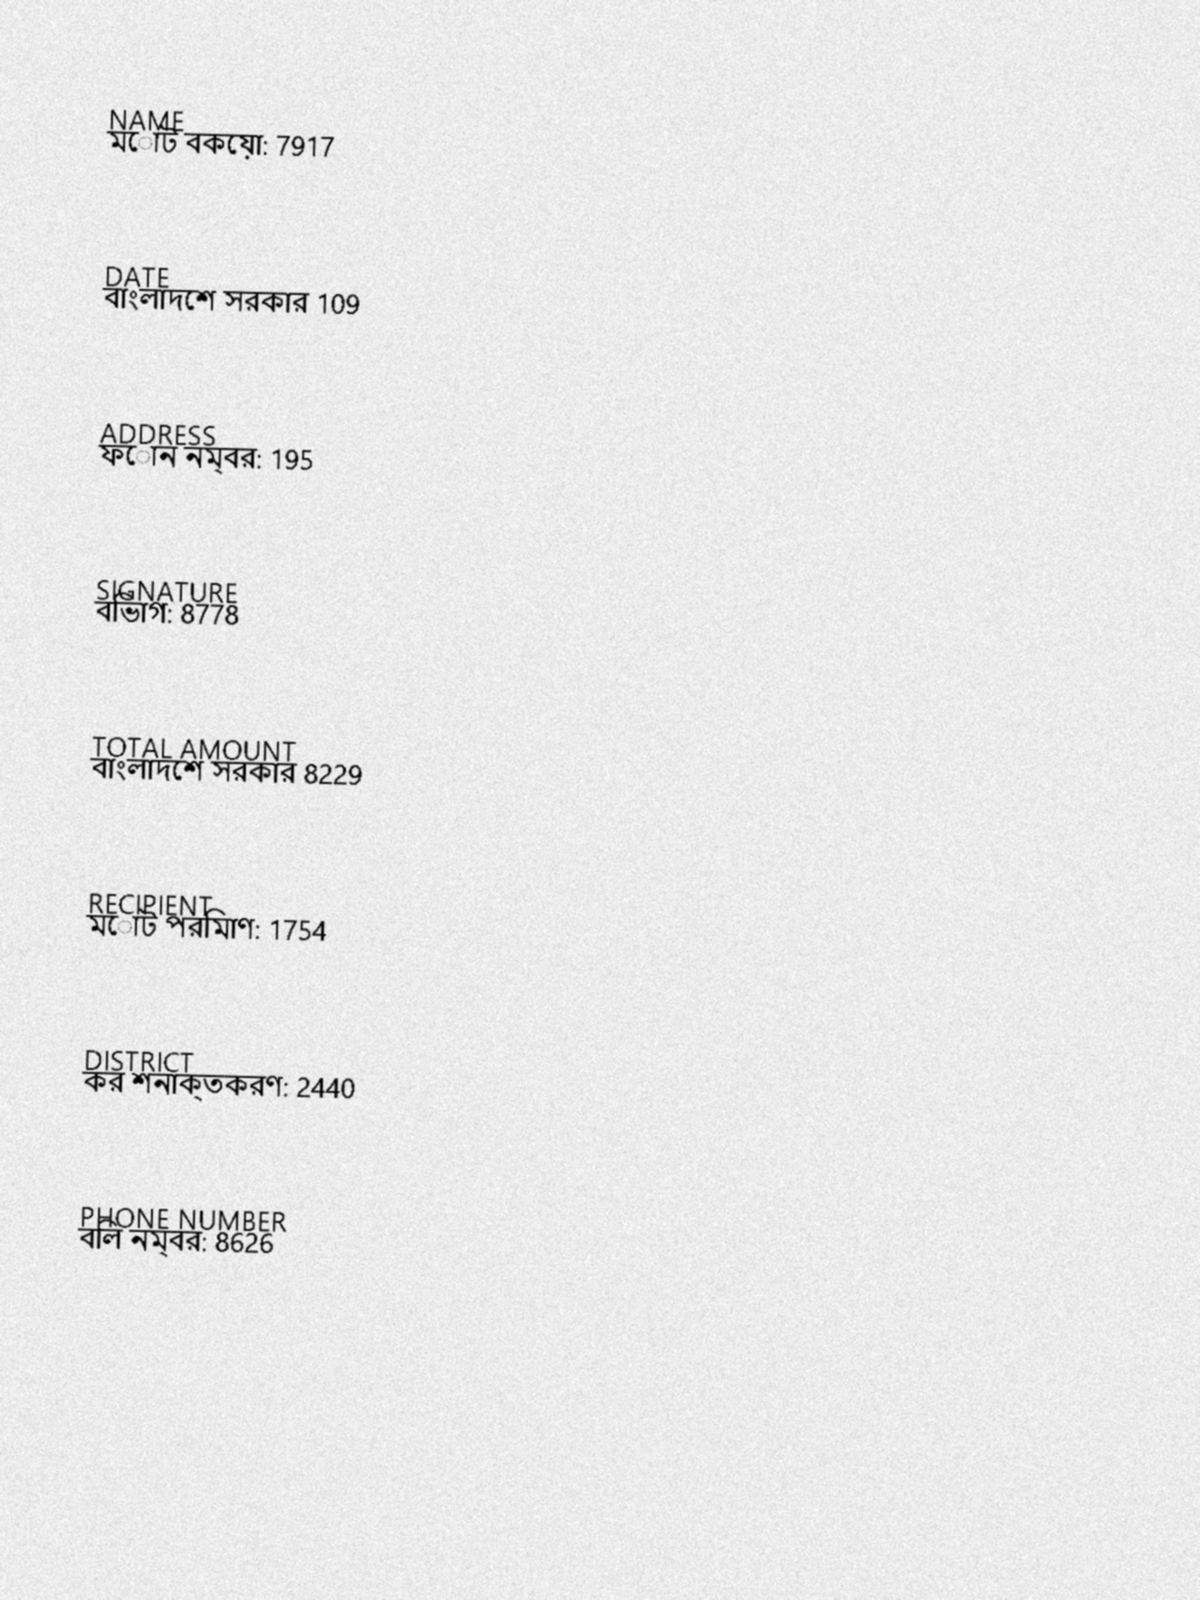 NAME
মোট বকেয়া: 7917
DATE
বাংলাদেশ সরকার 109
ADDRESS
ফোন নম্বর: 195
SIGNATURE
বিভাগ: 8778
TOTAL AMOUNT
বাংলাদেশ সরকার 8229
RECIPIENT
মোট পরিমাণ: 1754
DISTRICT
কর শনাক্তকরণ: 2440
PHONE NUMBER
বিল নম্বর: 8626